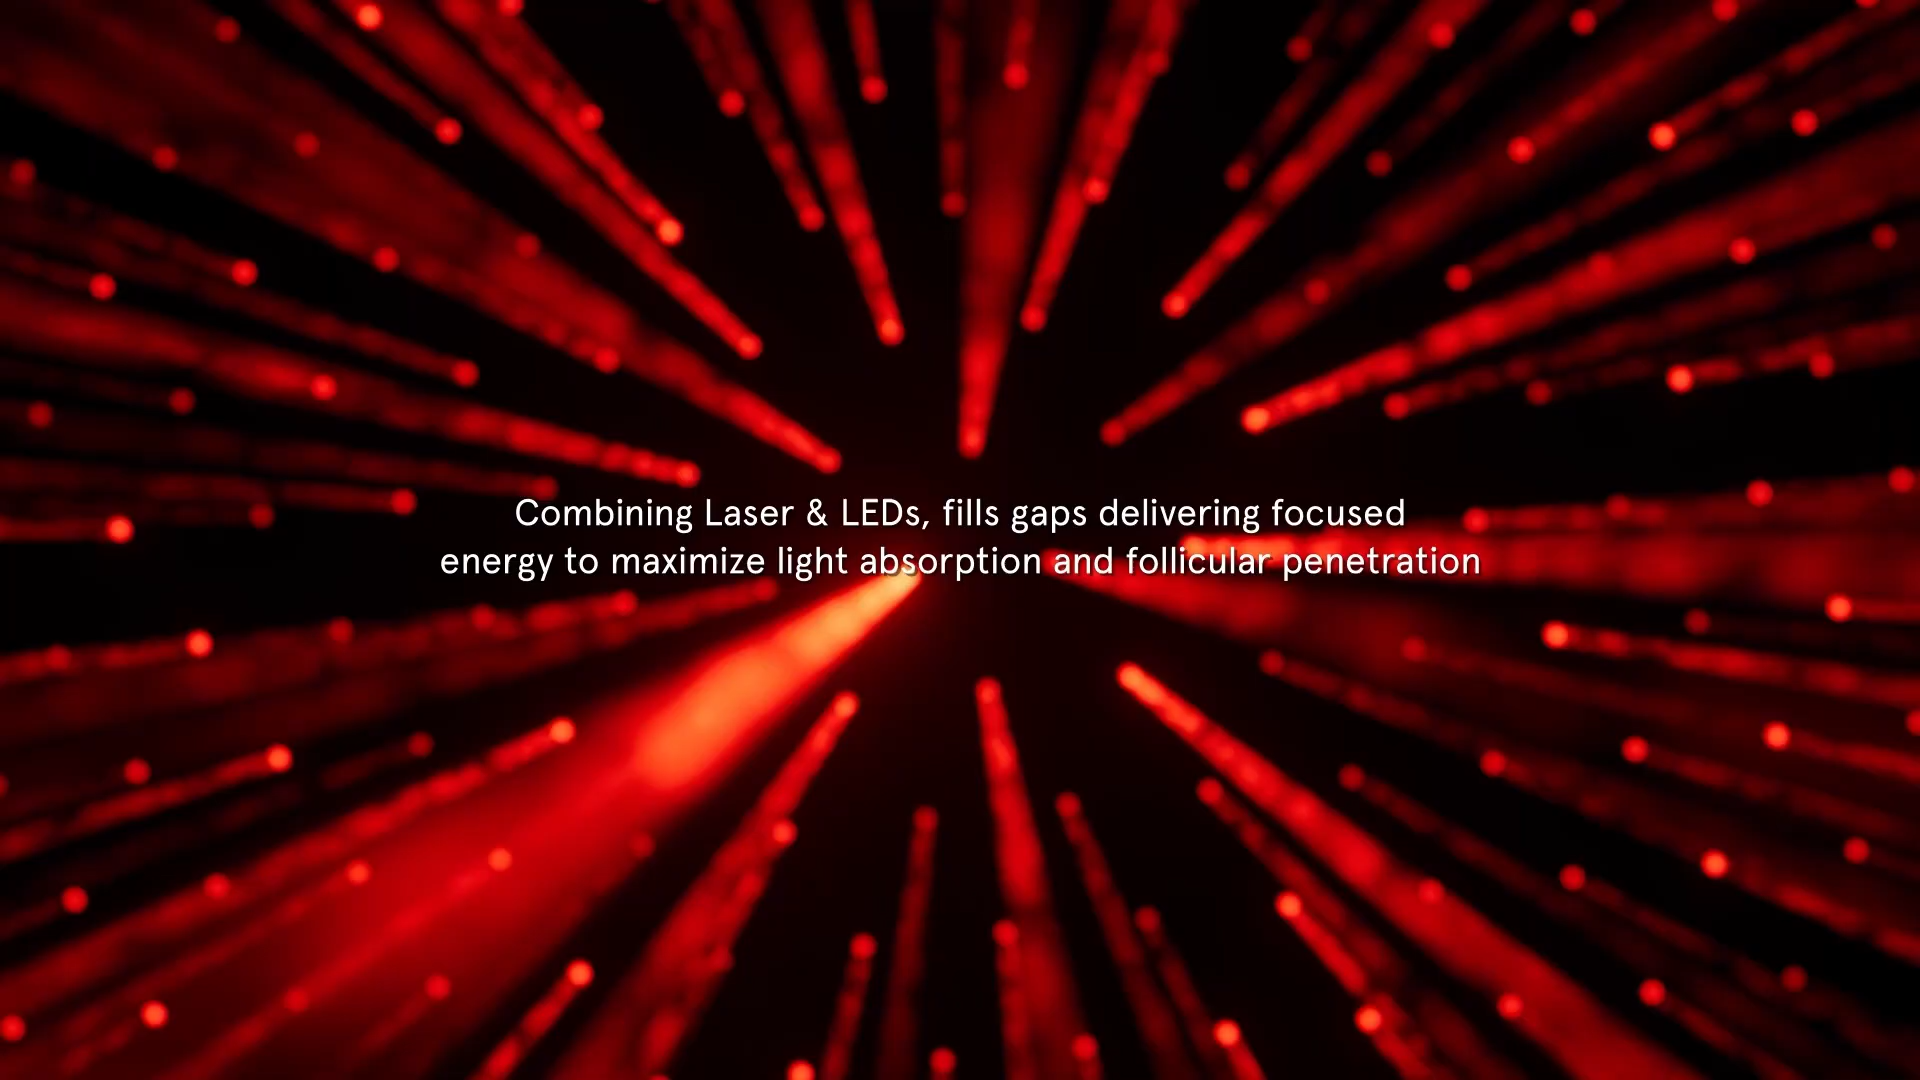 Combining Laser & LEDs, fills gaps delivering focused
energy to maximize light absorption and follicular penetration